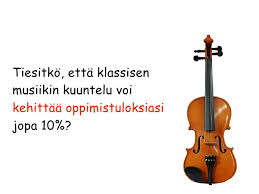 Tiesitkö, että klassisen
musiikin kuuntelu voi
kehittää oppimistuloksiasi
jopa 10%?